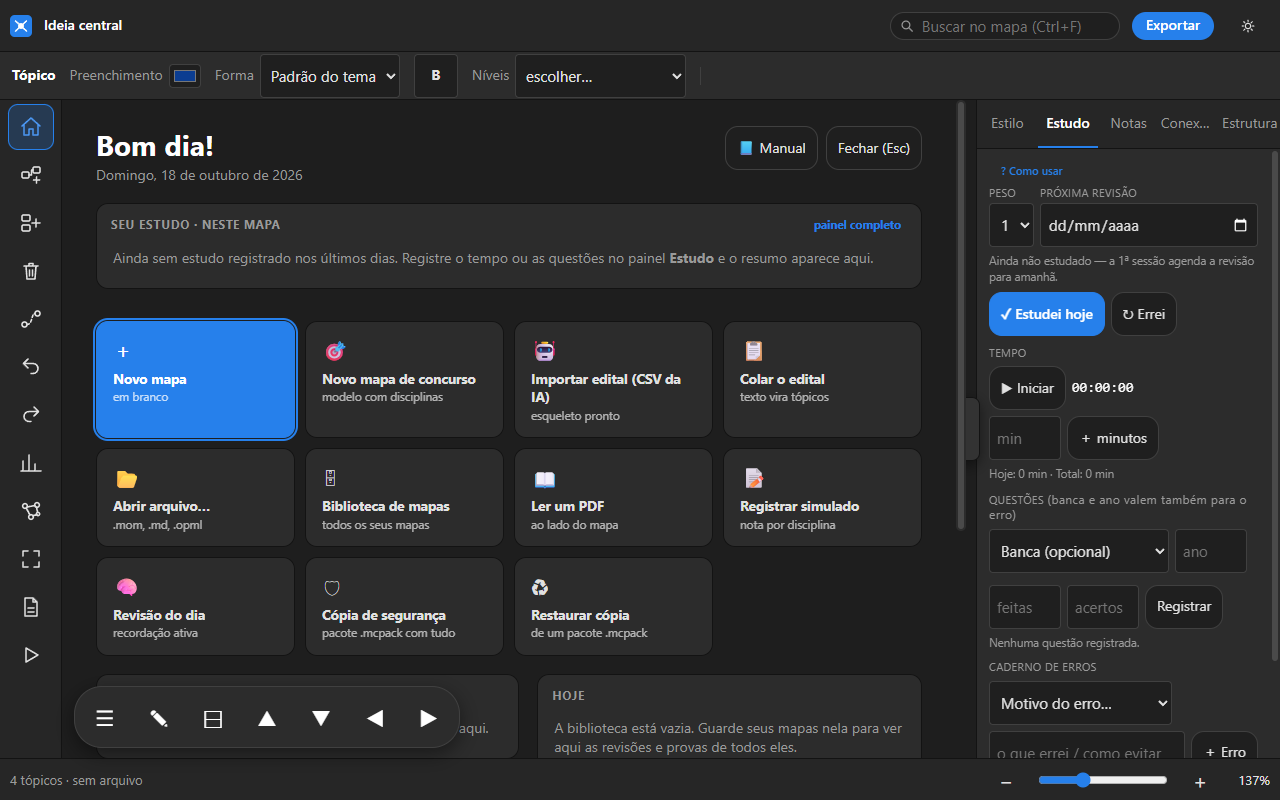 Ideia central
Buscar no mapa (Ctrl+F)
Exportar
Tópico
Preenchimento
Forma
Padrão do tema
B
Níveis
escolher...
Bom dia!
Domingo, 18 de outubro de 2026
Manual
Fechar (Esc)
SEU ESTUDO · NESTE MAPA
painel completo
Ainda sem estudo registrado nos últimos dias. Registre o tempo ou as questões no painel Estudo e o resumo aparece aqui.
Novo mapa
em branco
Novo mapa de concurso
modelo com disciplinas
Importar edital (CSV da
IA)
esqueleto pronto
Colar o edital
texto vira tópicos
Abrir arquivo...
.mom, .md, .opml
Biblioteca de mapas
todos os seus mapas
Ler um PDF
ao lado do mapa
Registrar simulado
nota por disciplina
Revisão do dia
recordação ativa
Cópia de segurança
pacote .mcpack com tudo
Restaurar cópia
de um pacote .mcpack
aqui.
HOJE
A biblioteca está vazia. Guarde seus mapas nela para ver
aqui as revisões e provas de todos eles.
Estilo
Estudo
Notas
Conex...
Estrutura
? Como usar
PESO
PRÓXIMA REVISÃO
1
dd/mm/aaaa
Ainda não estudado — a 1ª sessão agenda a revisão
para amanhã.
✓ Estudei hoje
↻ Errei
TEMPO
▶ Iniciar
00:00:00
min
+ minutos
Hoje: 0 min · Total: 0 min
QUESTÕES (banca e ano valem também para o
erro)
Banca (opcional)
ano
feitas
acertos
Registrar
Nenhuma questão registrada.
CADERNO DE ERROS
Motivo do erro...
o que errei / como evitar
+ Erro
4 tópicos · sem arquivo
137%